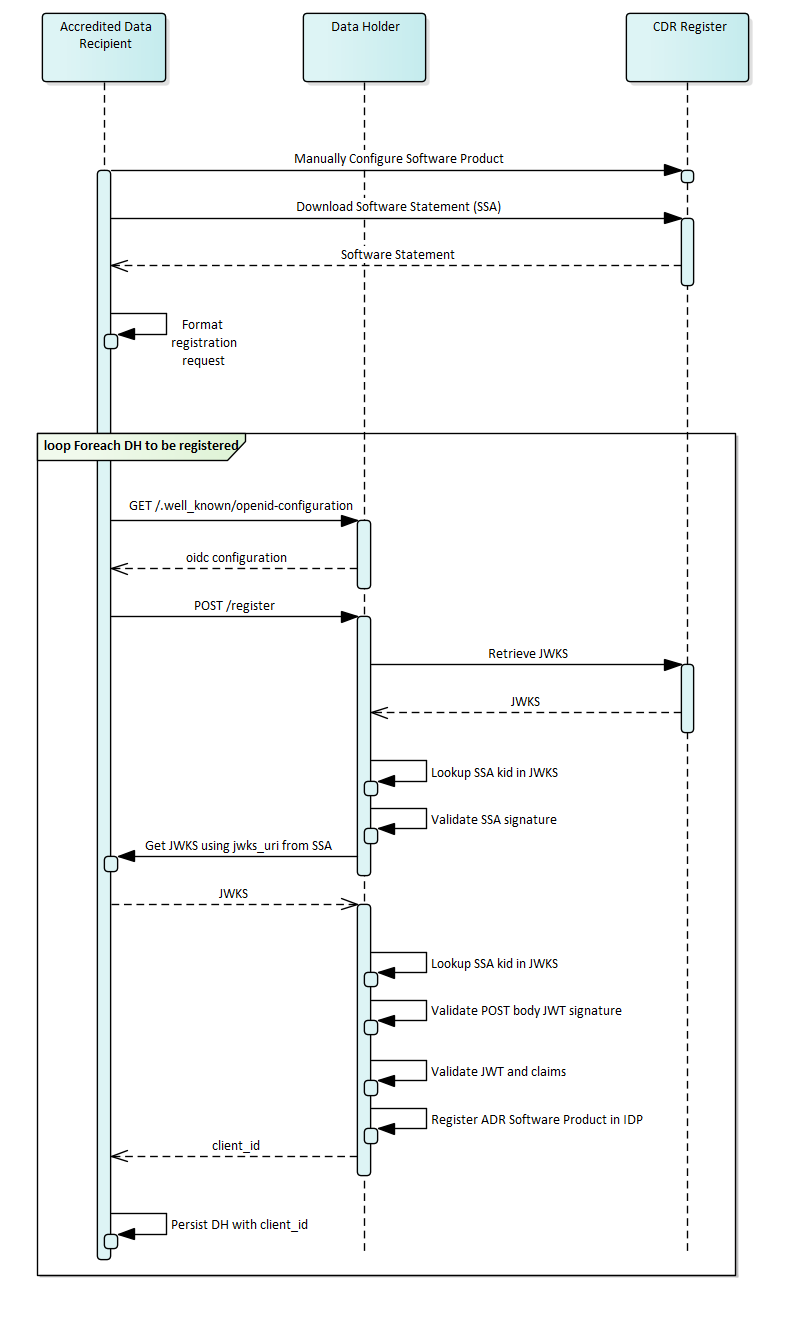 Accredited Data
Recipient
Data Holder
CDR Register
Manually Configure Software Product
Download Software Statement (SSA)
Software Statement
Format
registration
request
loop Foreach DH to be registered
GET /.well_known/openid-configuration
oidc configuration
POST /register
Retrieve JWKS
JWKS
Lookup SSA kid in JWKS
Validate SSA signature
Get JWKS using jwks_uri from SSA
JWKS
Lookup SSA kid in JWKS
Validate POST body JWT signature
Validate JWT and claims
Register ADR Software Product in IDP
client_id
Persist DH with client_id